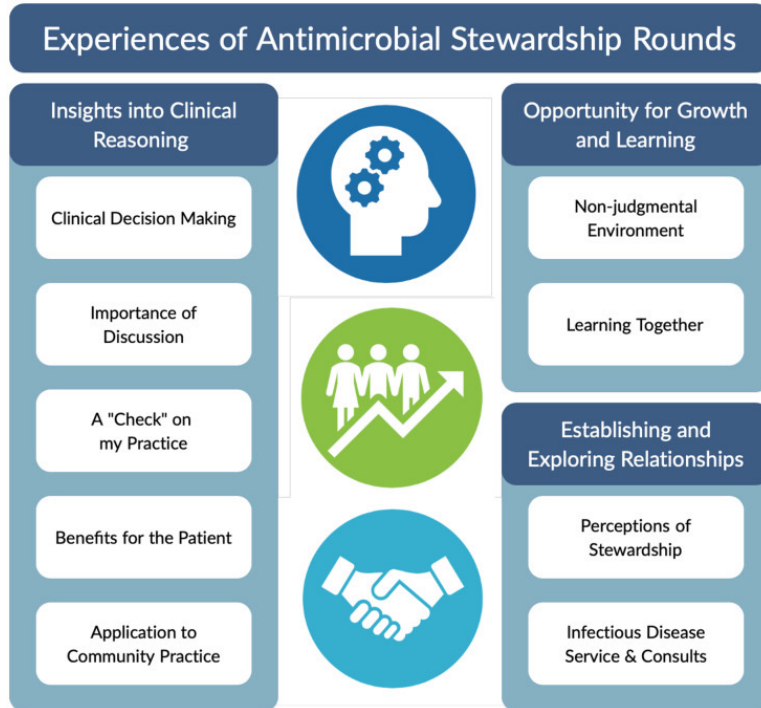 Experiences of Antimicrobial Stewardship Rounds
Insights into Clinical
Reasoning
Clinical Decision Making
Importance of
Discussion
A "Check" on
my Practice
Benefits for the Patient
Application to
Community Practice
Opportunity for Growth
and Learning
Non-judgmental
Environment
Learning Together
Establishing and
Exploring Relationships
Perceptions of
Stewardship
Infectious Disease
Service & Consults